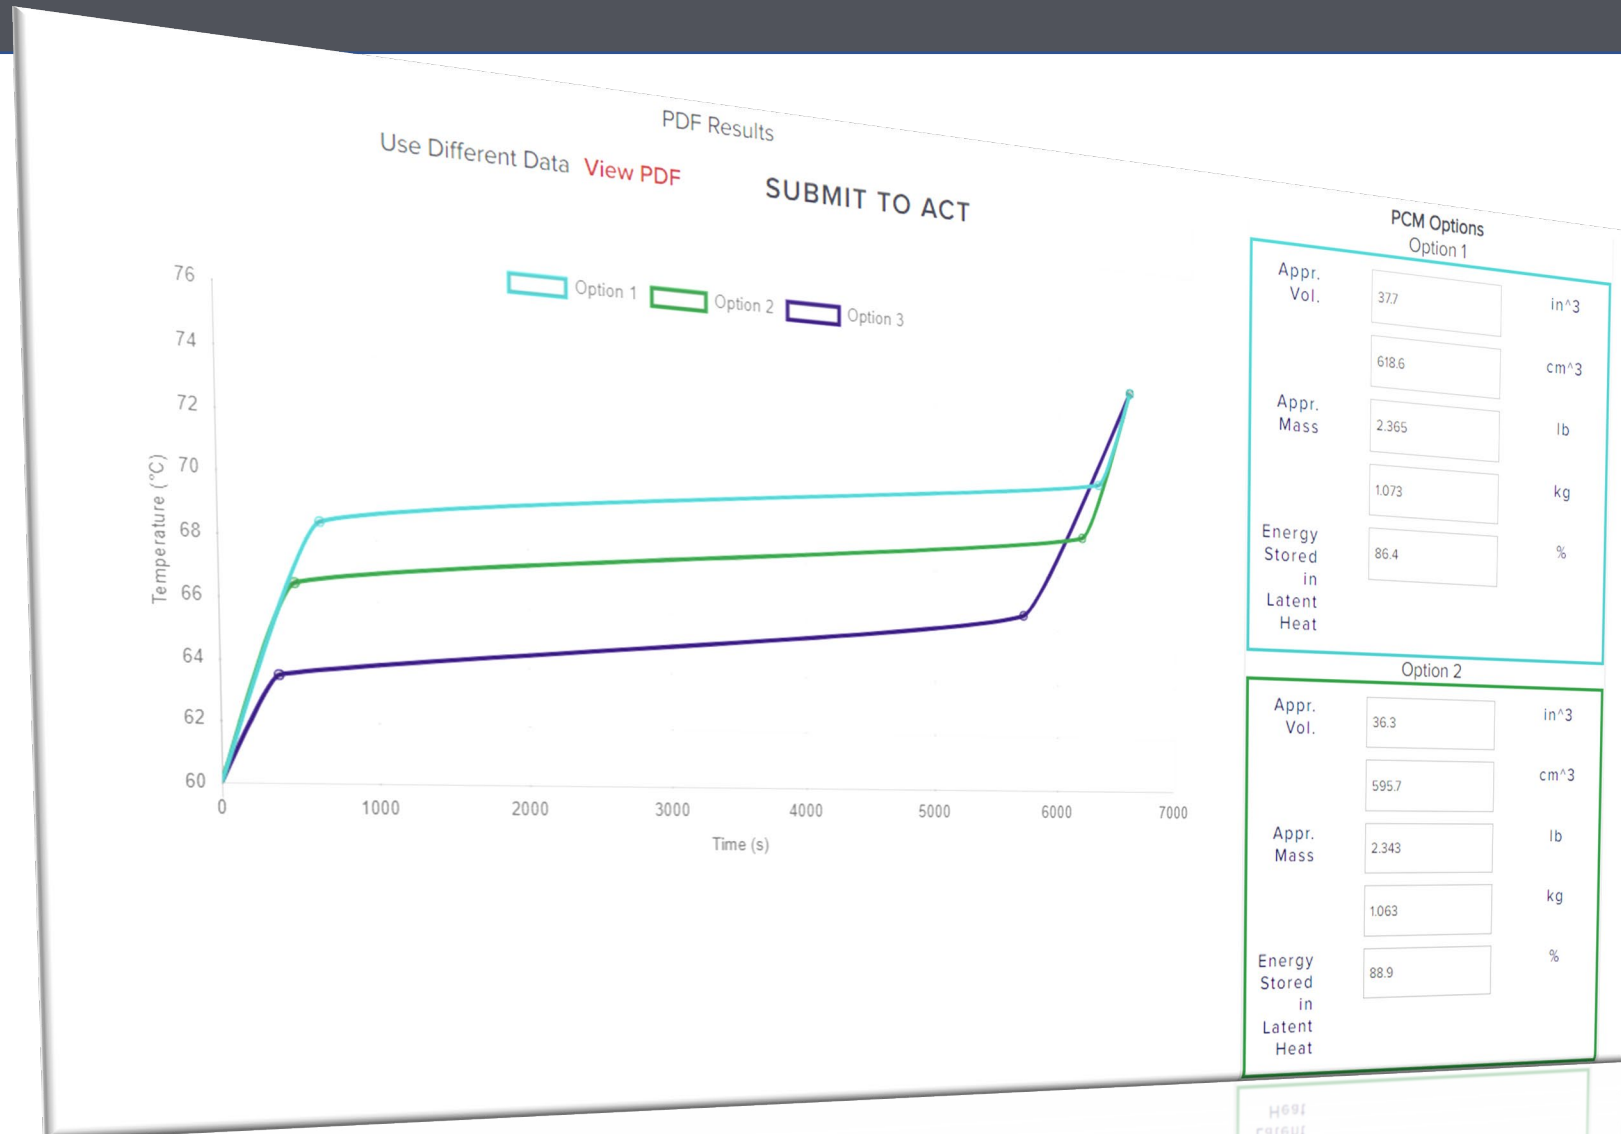 PDF Results
Use Different Data View PDF
SUBMIT TO ACT
Option 1
Option 2
Option 3
76
74
72
70
68
66
64
62
60
Temperature (°C)
0 1000 2000 3000 4000 5000 6000 7000
Time (s)
PCM Options
Option 1
Appr.
Vol.
37.7
in^3
618.6
cm^3
Appr.
Mass
2.365
lb
1.073
kg
Energy
Stored
in
Latent
Heat
86.4
%
Option 2
Appr.
Vol.
36.3
in^3
595.7
cm^3
Appr.
Mass
2.343
lb
1.063
kg
Energy
Stored
in
Latent
Heat
88.9
%
Heat
Latent